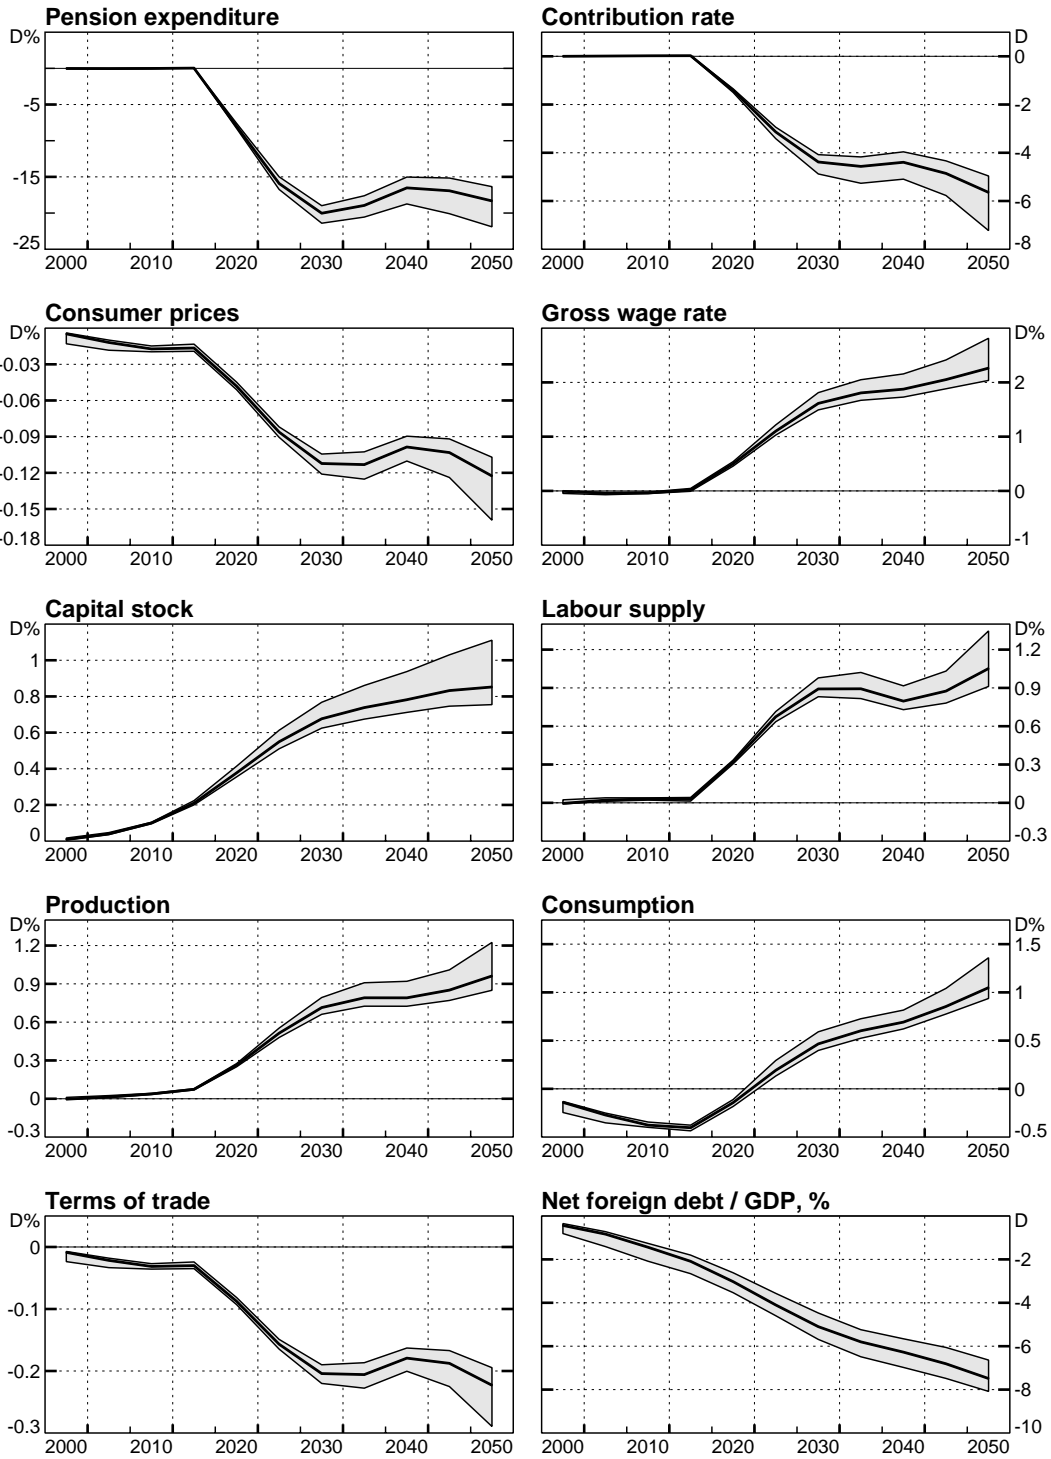 Pension expenditure
D%
-5
-15
-25
2000 2010 2020 2030 2040 2050
Contribution rate
D
0
-2
-4
-6
-8
2000 2010 2020 2030 2040 2050
Consumer prices
D%
-0.03
-0.06
-0.09
-0.12
-0.15
-0.18
2000 2010 2020 2030 2040 2050
Gross wage rate
D%
2
1
0
-1
2000 2010 2020 2030 2040 2050
Capital stock
D%
1
0.8
0.6
0.4
0.2
0
2000 2010 2020 2030 2040 2050
Labour supply
D%
1.2
0.9
0.6
0.3
0
-0.3
2000 2010 2020 2030 2040 2050
Production
D%
1.2
0.9
0.6
0.3
0
-0.3
2000 2010 2020 2030 2040 2050
Consumption
D%
1.5
1
0.5
0
-0.5
2000 2010 2020 2030 2040 2050
Terms of trade
D%
0
-0.1
-0.2
-0.3
2000 2010 2020 2030 2040 2050
Net foreign debt / GDP, %
D
-2
-4
-6
-8
-10
2000 2010 2020 2030 2040 2050